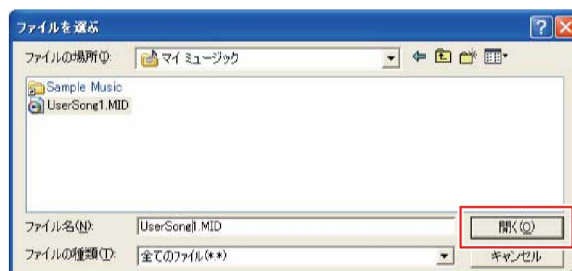 ファイルを選ぶ
ファイルの場所(I):
マイ ミュージック
Sample Music
UserSong1.MID
ファイル名(N):
UserSong1.MID
開く(O)
ファイルの種類(T):
全てのファイル(*.*)
キャンセル